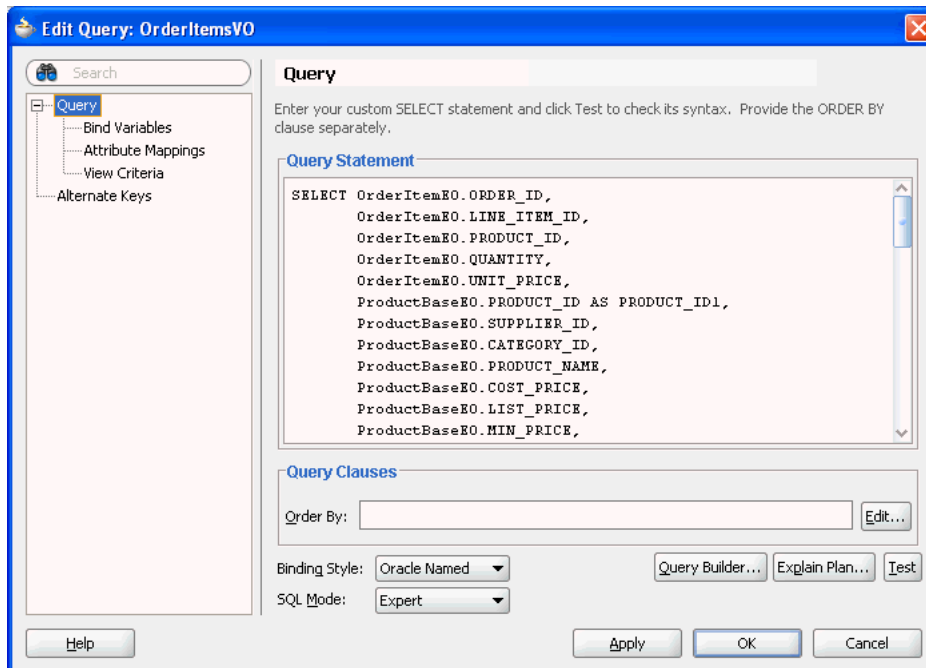 Edit Query: OrderItemsVO
Search
Query
Bind Variables
Attribute Mappings
View Criteria
Alternate Keys
Query
Enter your custom SELECT statement and click Test to check its syntax. Provide the ORDER BY
clause separately.
Query Statement
SELECT OrderItemEO.ORDER_ID,
OrderItemEO.LINE_ITEM_ID,
OrderItemEO.PRODUCT_ID,
OrderItemEO.QUANTITY,
OrderItemEO.UNIT_PRICE,
ProductBaseEO.PRODUCT_ID AS PRODUCT_ID1,
ProductBaseEO.SUPPLIER_ID,
ProductBaseEO.CATEGORY_ID,
ProductBaseEO.PRODUCT_NAME,
ProductBaseEO.COST_PRICE,
ProductBaseEO.LIST_PRICE,
ProductBaseEO.MIN_PRICE,
Query Clauses
Order By:
Edit...
Binding Style: Oracle Named
Query Builder... Explain Plan... Test
SQL Mode: Expert
Help
Apply OK Cancel